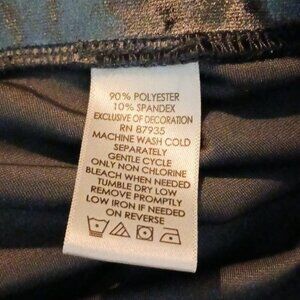 90% POLYESTER
10% SPANDEX
EXCLUSIVE OF DECORATION
RN 87935
MACHINE WASH COLD
SEPARATELY
GENTLE CYCLE
ONLY NON CHLORINE
BLEACH WHEN NEEDED
TUMBLE DRY LOW
REMOVE PROMPTLY
LOW IRON IF NEEDED
ON REVERSE